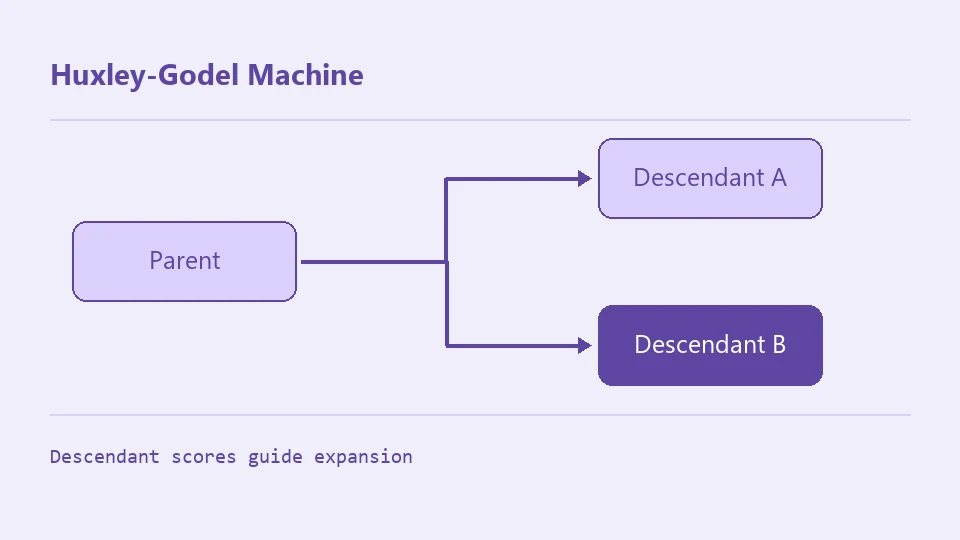 Huxley-Godel Machine
Descendant A
Parent
Descendant B
Descendant scores guide expansion